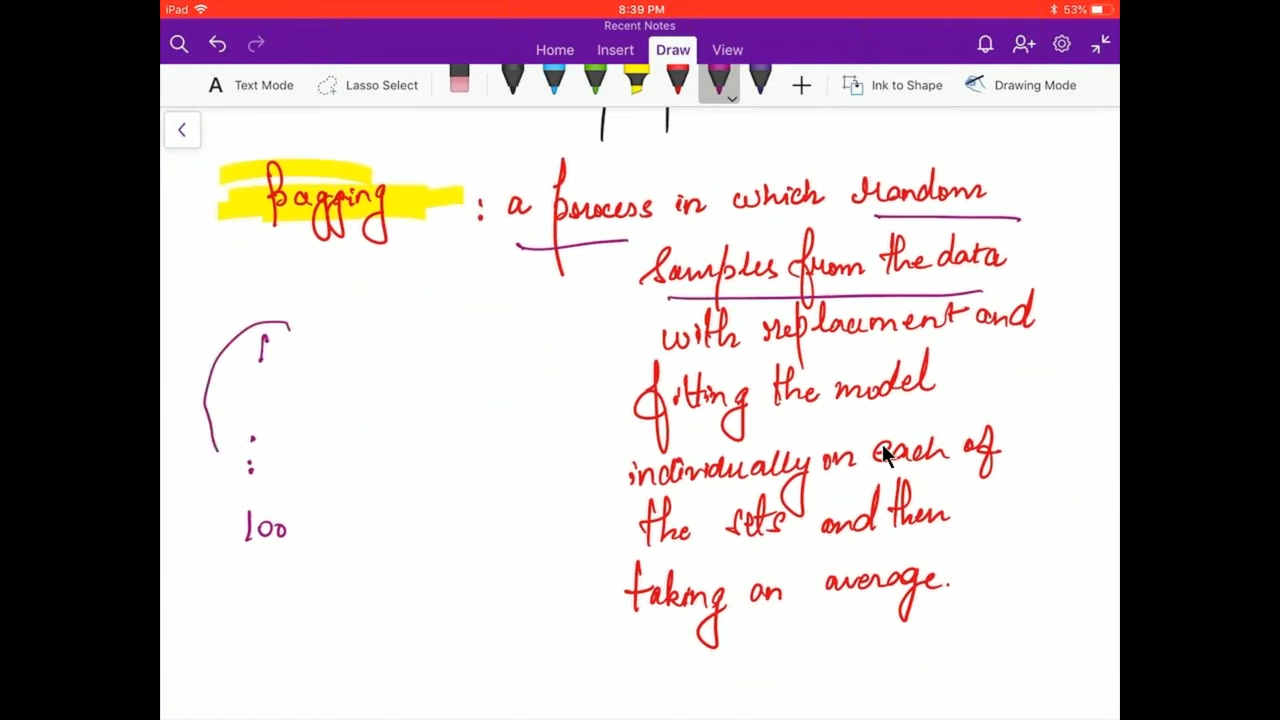 iPad 8:39 PM 53%
Recent Notes
Home Insert Draw View
A Text Mode Lasso Select Ink to Shape Drawing Mode
Bagging : a process in which random
samples from the data
with replacment and
fitting the model
individually on each of
the sets and then
taking an average.
1
:
100